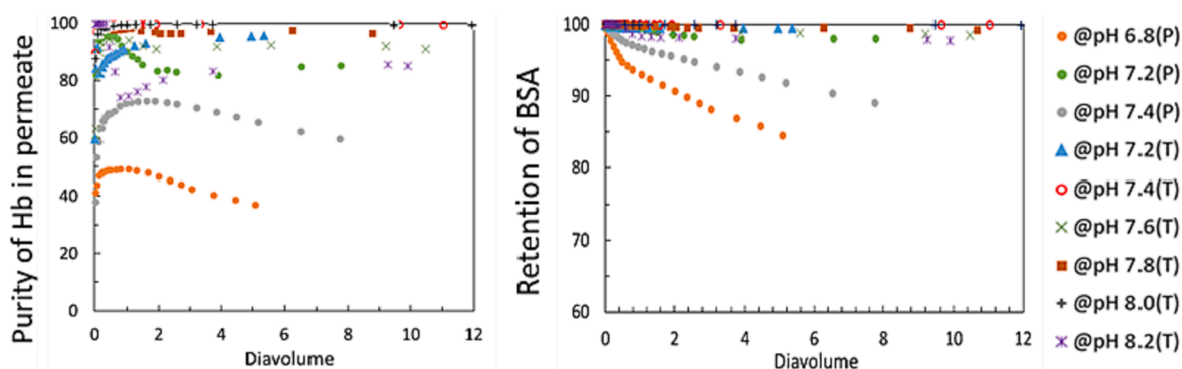 Purity of Hb in permeate
100
80
60
40
20
0
0 2 4 6 8 10 12
Diavolume
Retention of BSA
100
90
80
70
60
0 2 4 6 8 10 12
Diavolume
@pH 6.8(P)
@pH 7.2(P)
@pH 7.4(P)
@pH 7.2(T)
@pH 7.4(T)
@pH 7.6(T)
@pH 7.8(T)
@pH 8.0(T)
@pH 8.2(T)